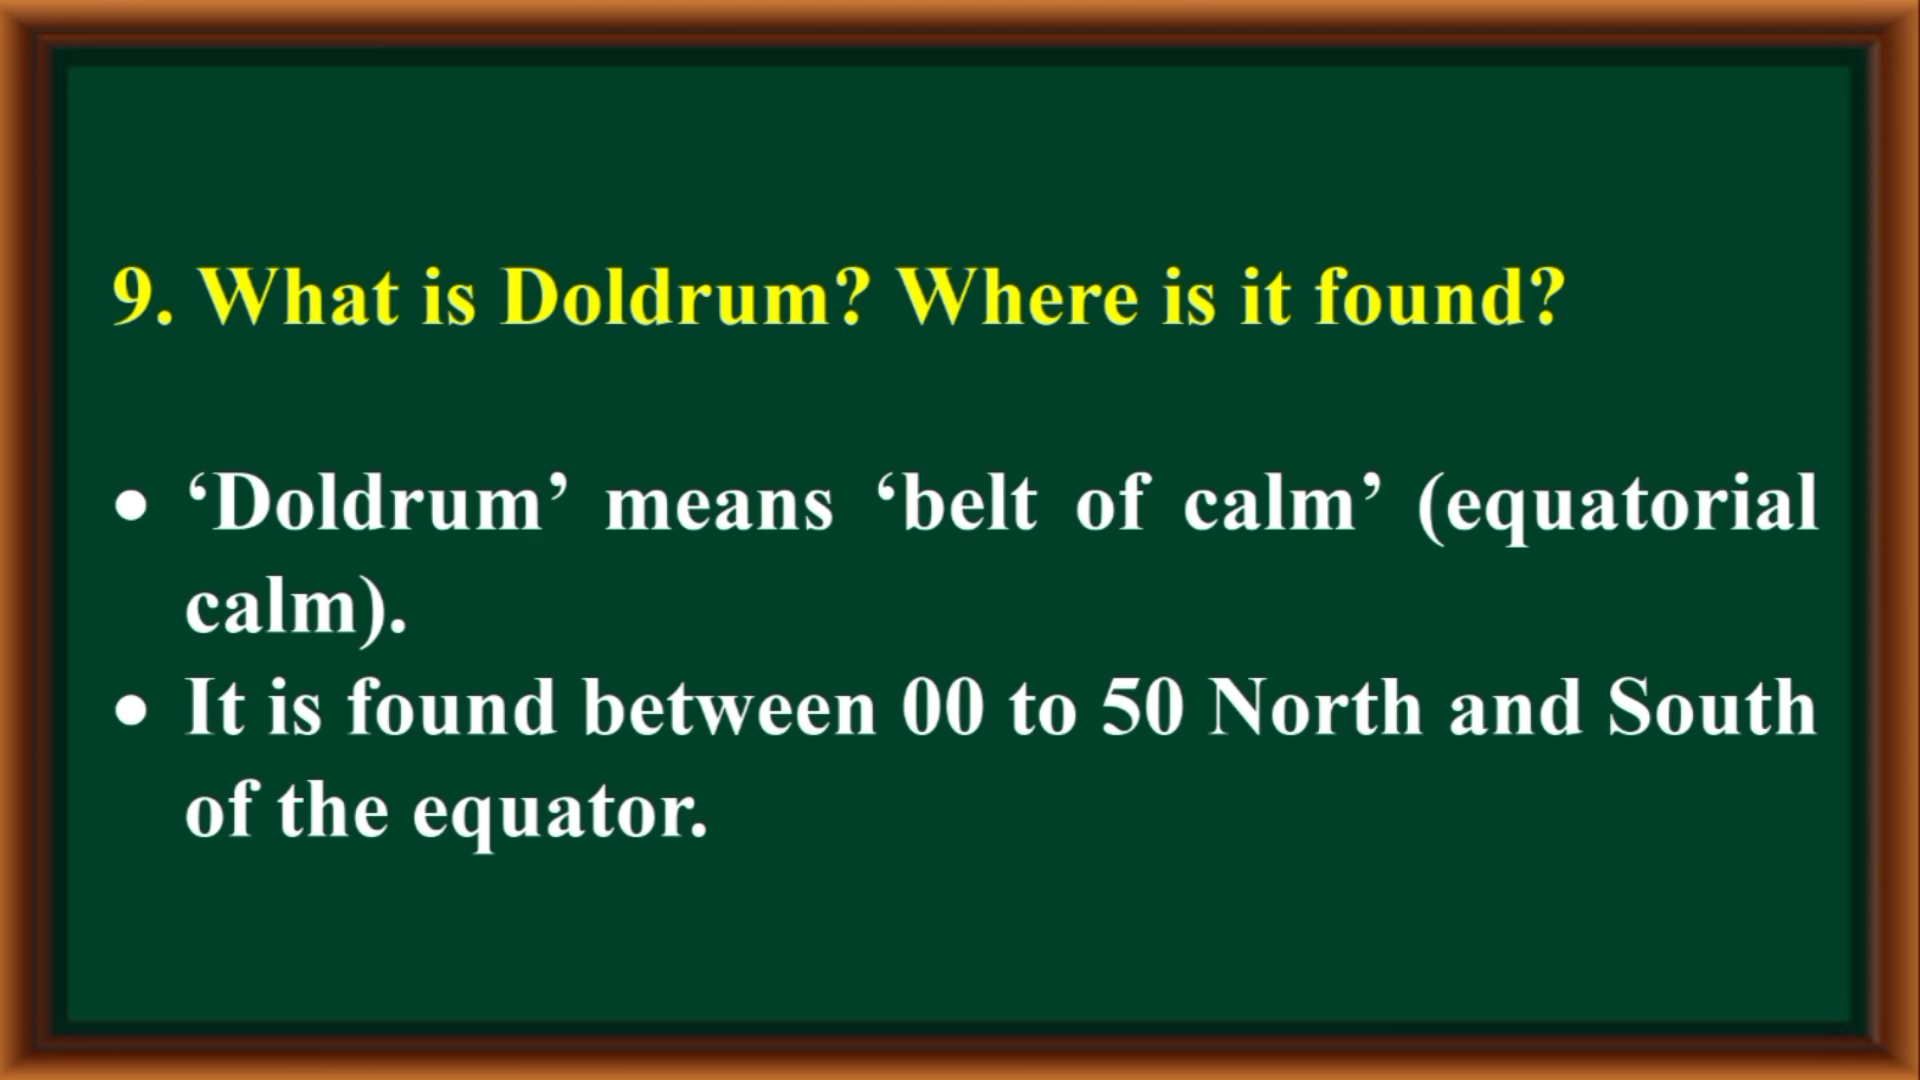 9. What is Doldrum? Where is it found?
• ‘Doldrum’ means ‘belt of calm’ (equatorial
calm).
• It is found between 00 to 50 North and South
of the equator.